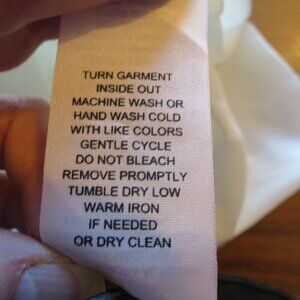 TURN GARMENT
INSIDE OUT
MACHINE WASH OR
HAND WASH COLD
WITH LIKE COLORS
GENTLE CYCLE
DO NOT BLEACH
REMOVE PROMPTLY
TUMBLE DRY LOW
WARM IRON
IF NEEDED
OR DRY CLEAN